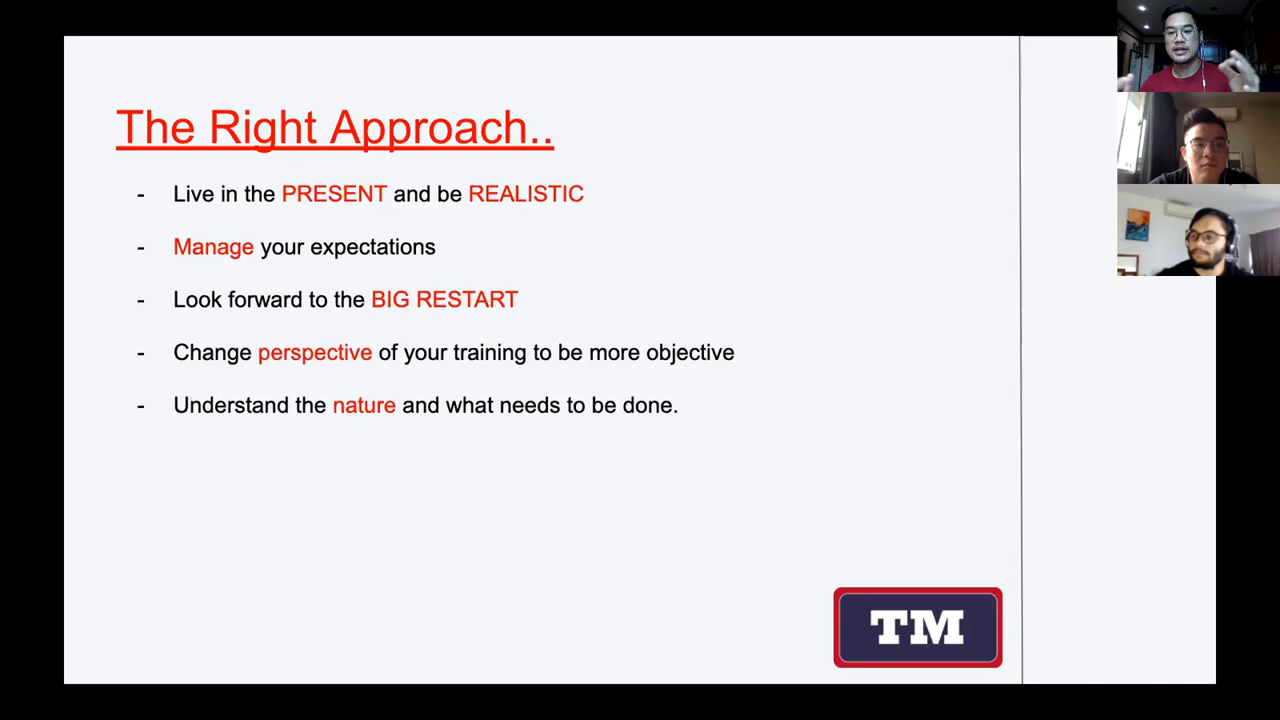 The Right Approach..
- Live in the PRESENT and be REALISTIC
- Manage your expectations
- Look forward to the BIG RESTART
- Change perspective of your training to be more objective
- Understand the nature and what needs to be done.
TM